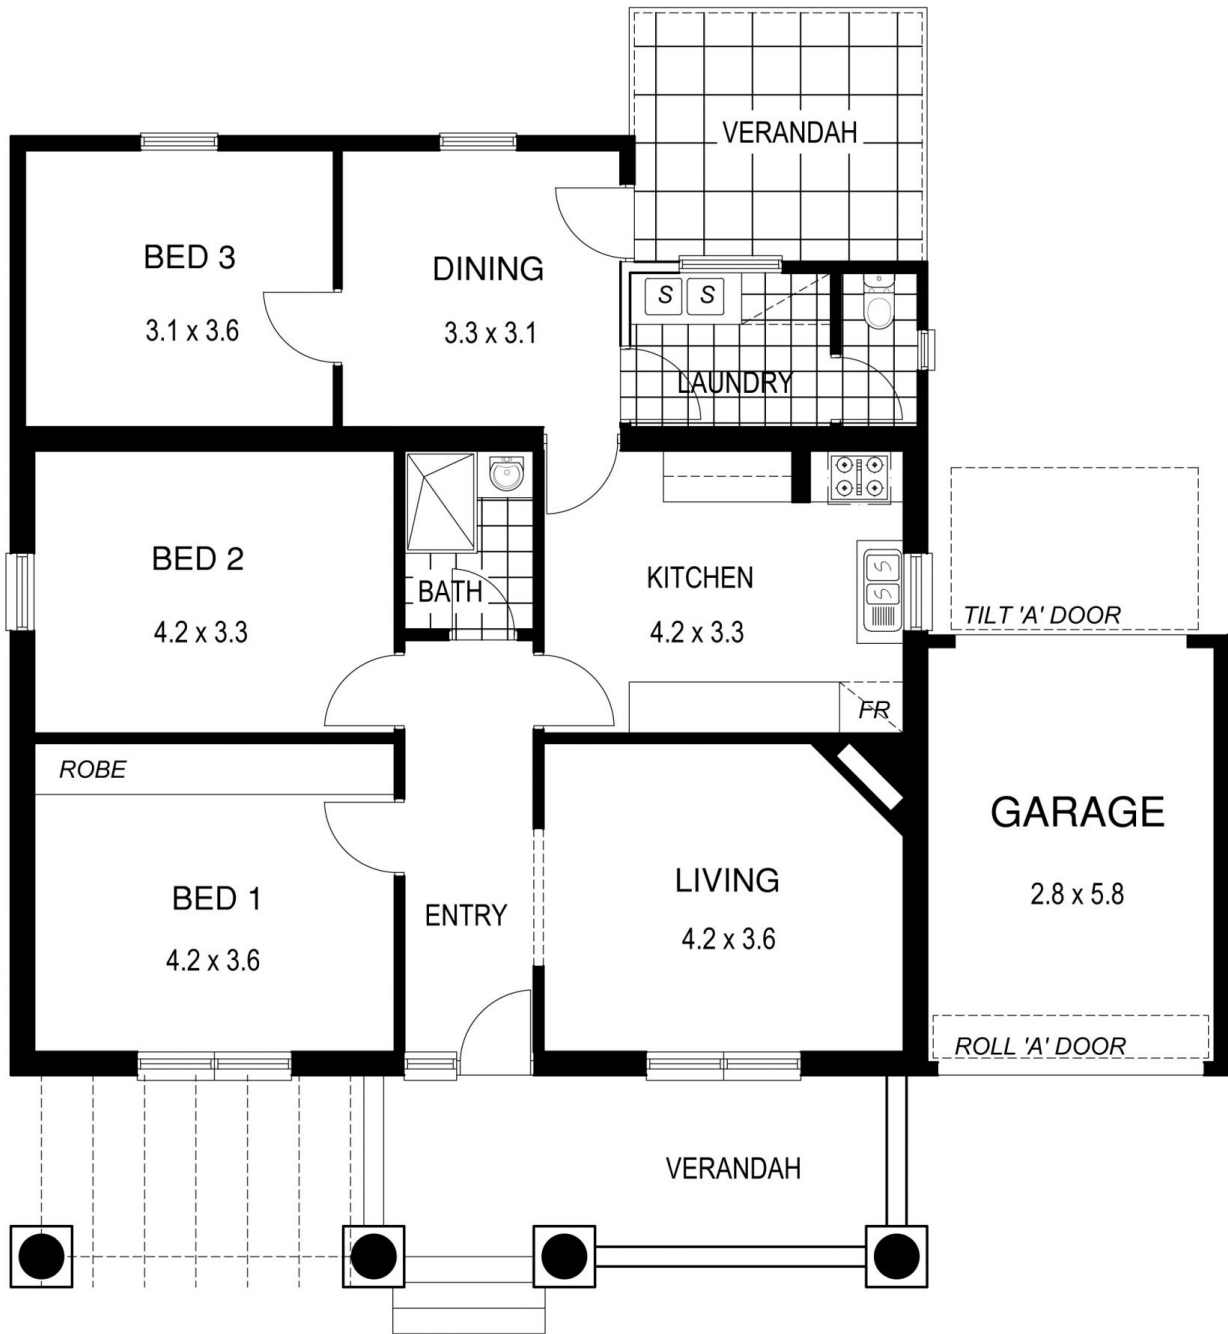 VERANDAH
BED 3
3.1 x 3.6
DINING
3.3 x 3.1
S S
LAUNDRY
BED 2
4.2 x 3.3
BATH
KITCHEN
4.2 x 3.3
FR
TILT 'A' DOOR
ROBE
BED 1
4.2 x 3.6
ENTRY
LIVING
4.2 x 3.6
GARAGE
2.8 x 5.8
ROLL 'A' DOOR
VERANDAH